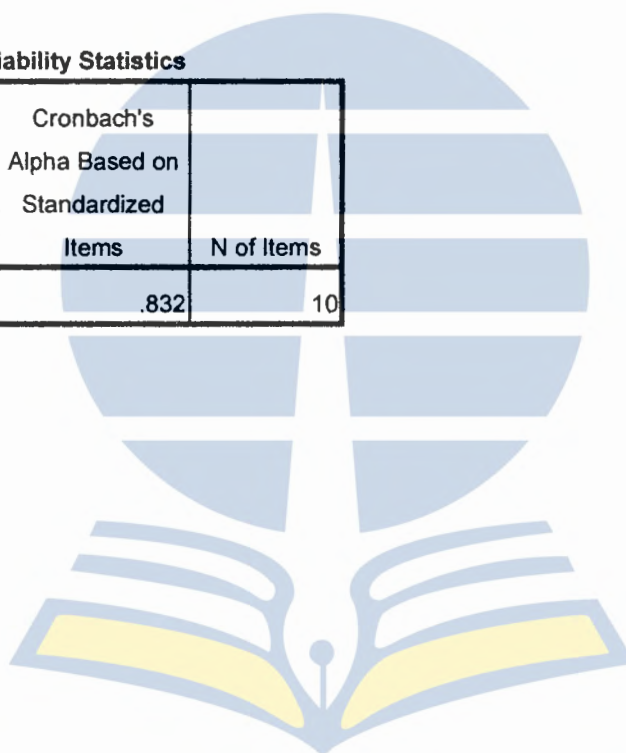 iability Statistics
Cronbach's
Alpha Based on
Standardized
Items N of Items
.832 10